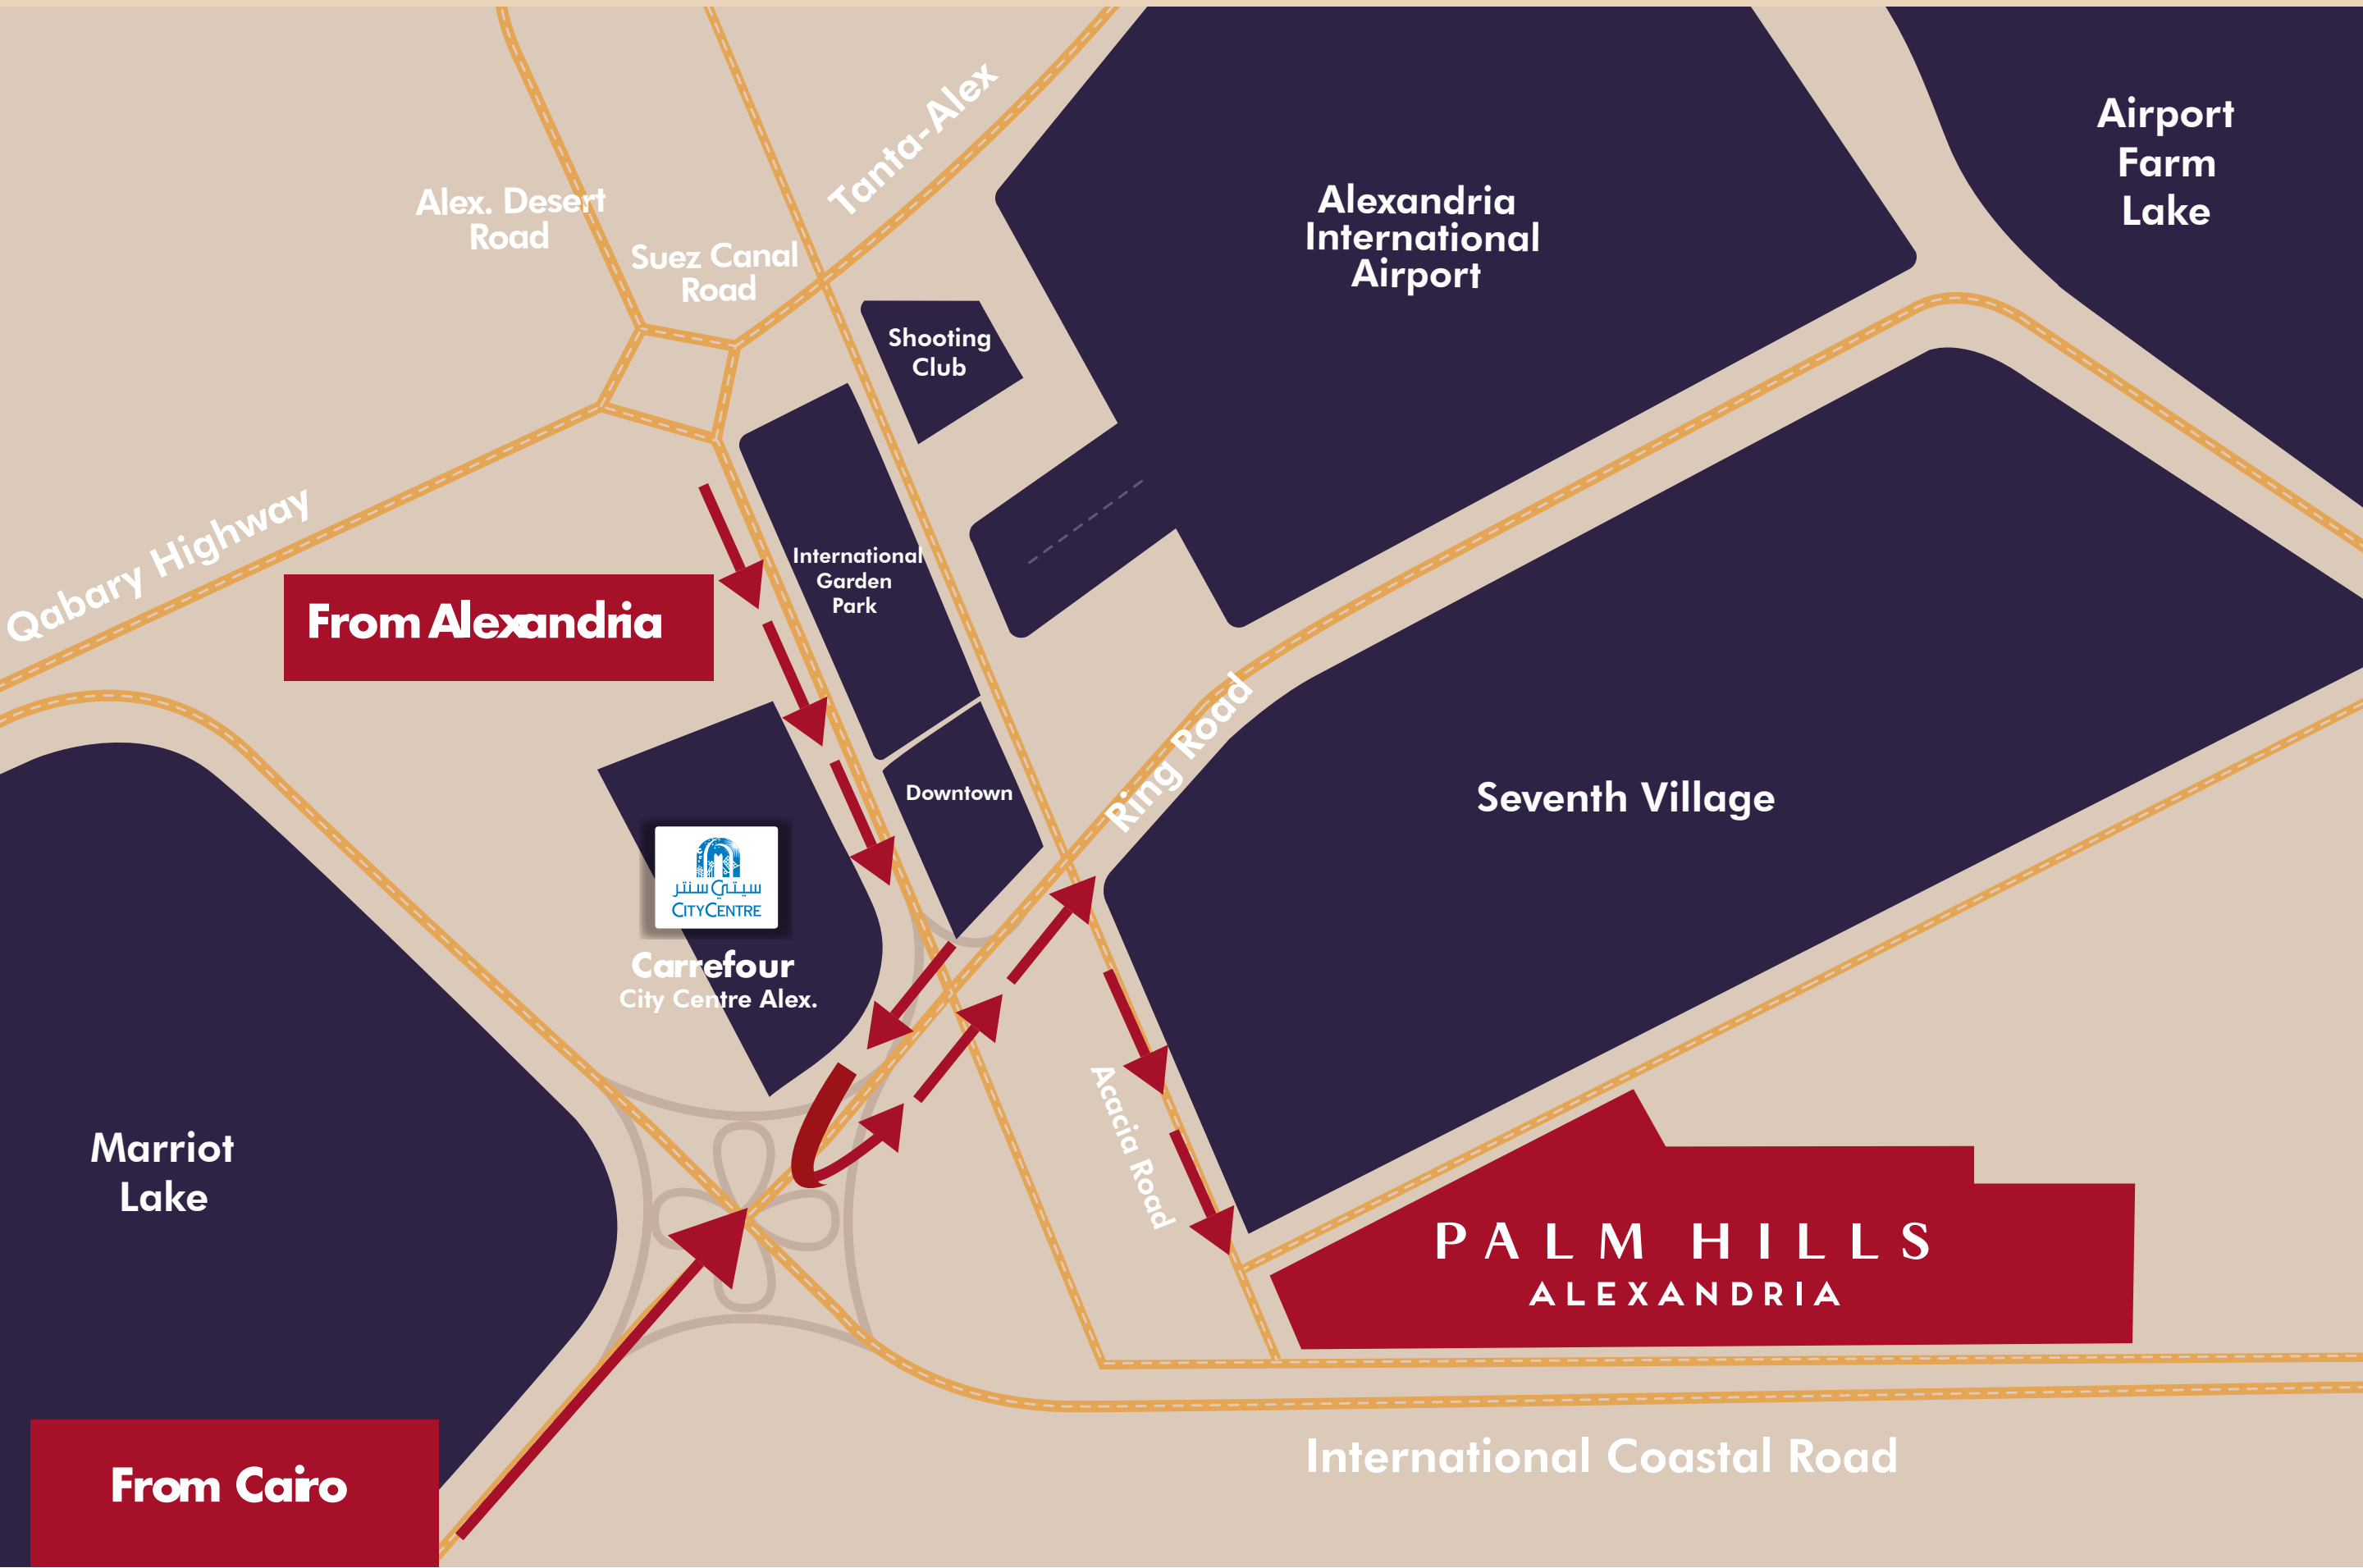 Airport
Farm
Lake
Tanta-Alex
Alexandria
International
Airport
Alex. Desert
Road
Suez Canal
Road
Shooting
Club
Qabary Highway
International
Garden
Park
From Alexandria
Ring Road
Downtown
Seventh Village
سيتي سنتر
CITY CENTRE
Carrefour
City Centre Alex.
Acacia Road
Marriot
Lake
PALM HILLS
ALEXANDRIA
International Coastal Road
From Cairo